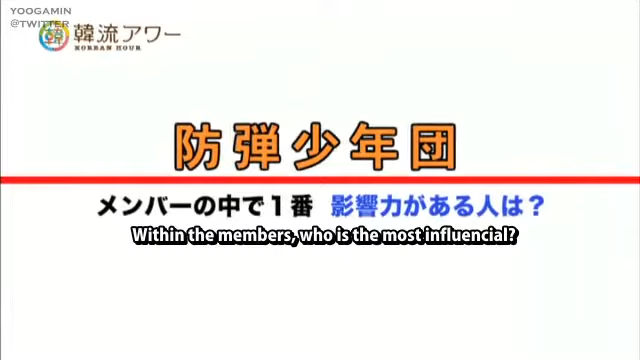 YOOGAMIN
@TWITTER
韓 韓流アワー
KOREAN HOUR
防弾少年団
メンバーの中で1番 影響力がある人は?
Within the members, who is the most influencial?